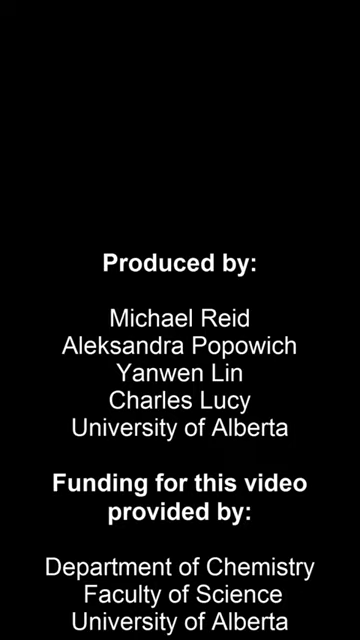 Produced by:
Michael Reid
Aleksandra Popowich
Yanwen Lin
Charles Lucy
University of Alberta
Funding for this video
provided by:
Department of Chemistry
Faculty of Science
University of Alberta